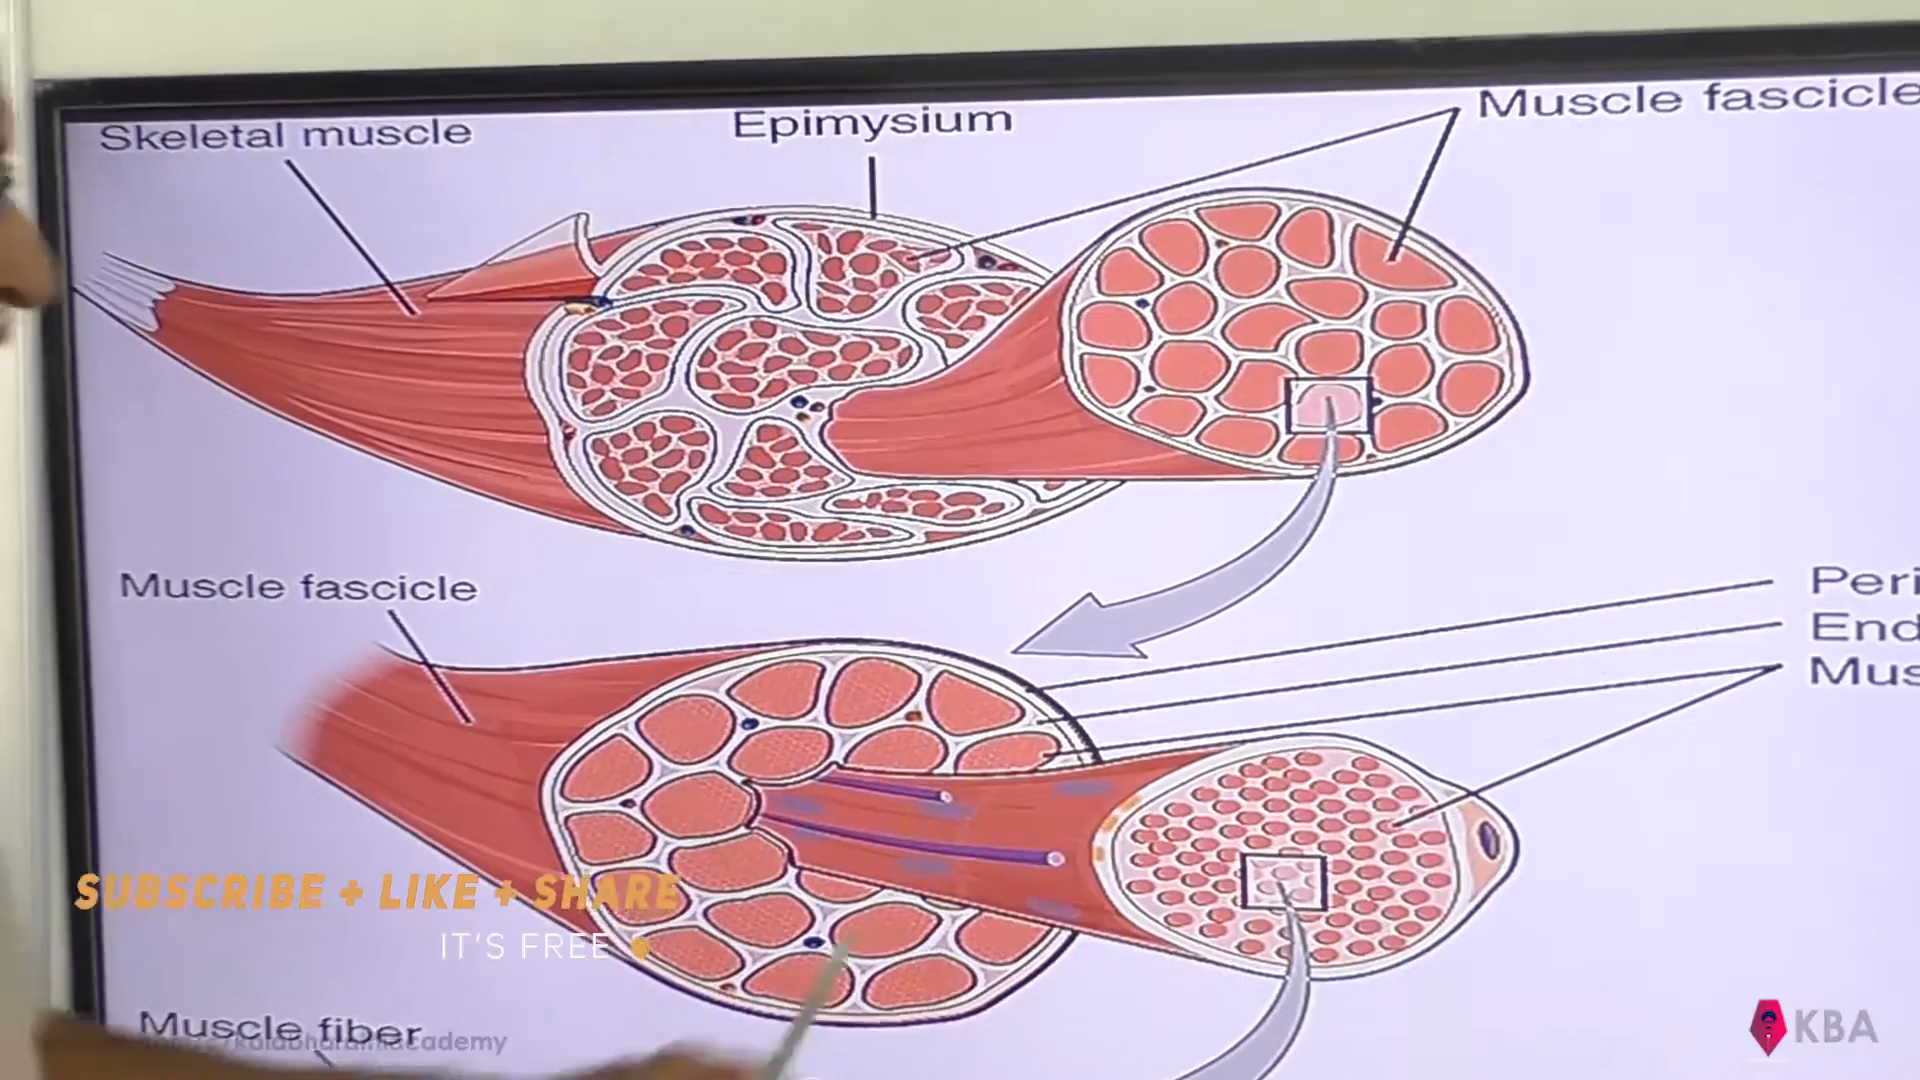 Skeletal muscle
Epimysium
Muscle fascicle
Muscle fascicle
Peri
End
Mus
SUBSCRIBE + LIKE + SHARE
IT'S FREE
Muscle fiber
KBA